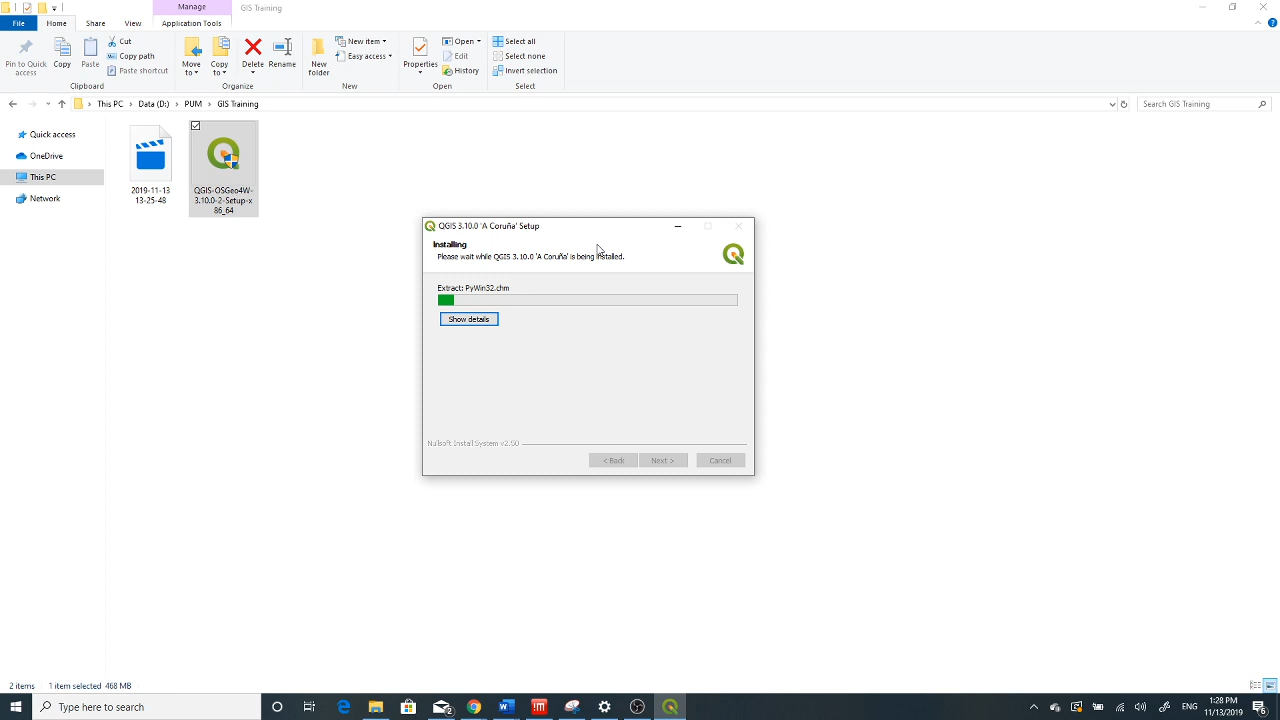 Manage
GIS Training
File
Home
Share
View
Application Tools
Pin to Quick
access
Copy
Paste
Cut
Copy path
Paste shortcut
Clipboard
Move
to
Copy
to
Delete
Rename
Organize
New
folder
New item
Easy access
New
Properties
Open
Edit
History
Open
Select all
Select none
Invert selection
Select
This PC
Data (D:)
PUM
GIS Training
Search GIS Training
Quick access
OneDrive
This PC
Network
2019-11-13
13-25-48
QGIS-OSGeo4W-
3.10.0-2-Setup-x
86_64
QGIS 3.10.0 'A Coruña' Setup
Installing
Please wait while QGIS 3.10.0 'A Coruña' is being installed.
Extract: PyWin32.chm
Show details
Nullsoft Install System v2.50
< Back
Next >
Cancel
2 items
1 item selected 468 MB
Type here to search
2
ENG
1:28 PM
11/13/2019
6